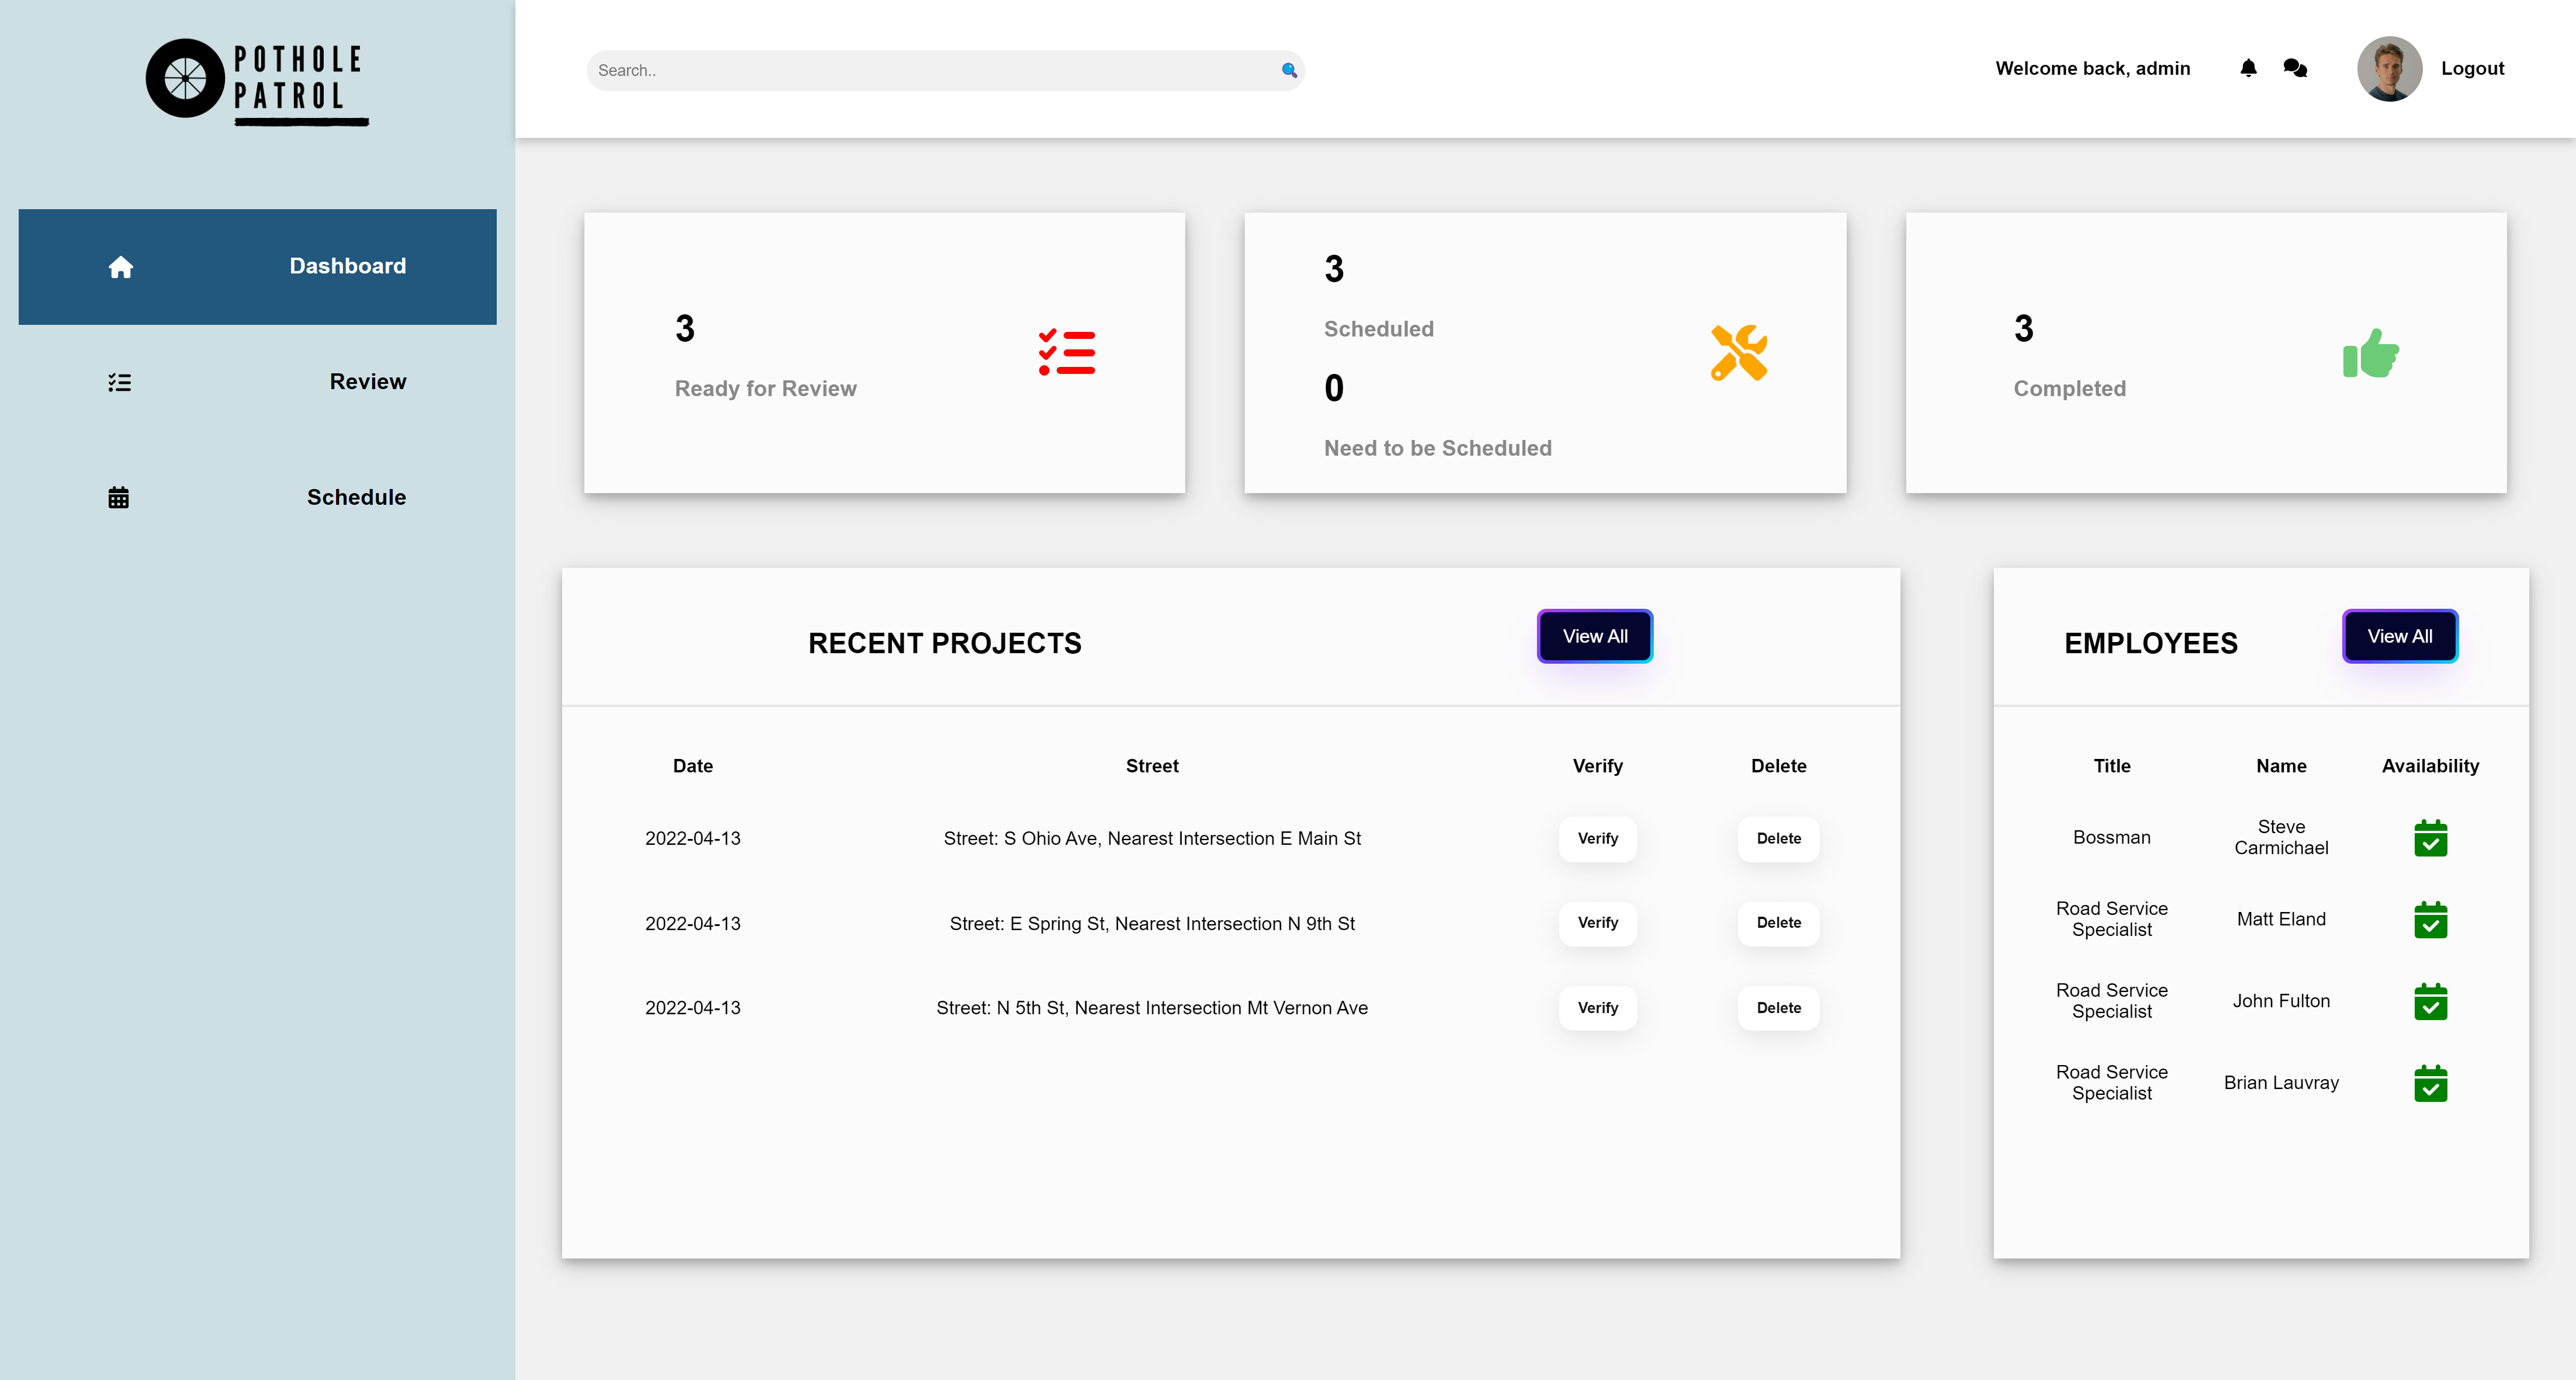 POTHOLE
PATROL
Search..
Welcome back, admin
Logout
Dashboard
Review
Schedule
3
Ready for Review
3
Scheduled
0
Need to be Scheduled
3
Completed
RECENT PROJECTS
View All
Date Street Verify Delete
2022-04-13 Street: S Ohio Ave, Nearest Intersection E Main St Verify Delete
2022-04-13 Street: E Spring St, Nearest Intersection N 9th St Verify Delete
2022-04-13 Street: N 5th St, Nearest Intersection Mt Vernon Ave Verify Delete
EMPLOYEES
View All
Title Name Availability
Bossman Steve
Carmichael
Road Service
Specialist Matt Eland
Road Service
Specialist John Fulton
Road Service
Specialist Brian Lauvray